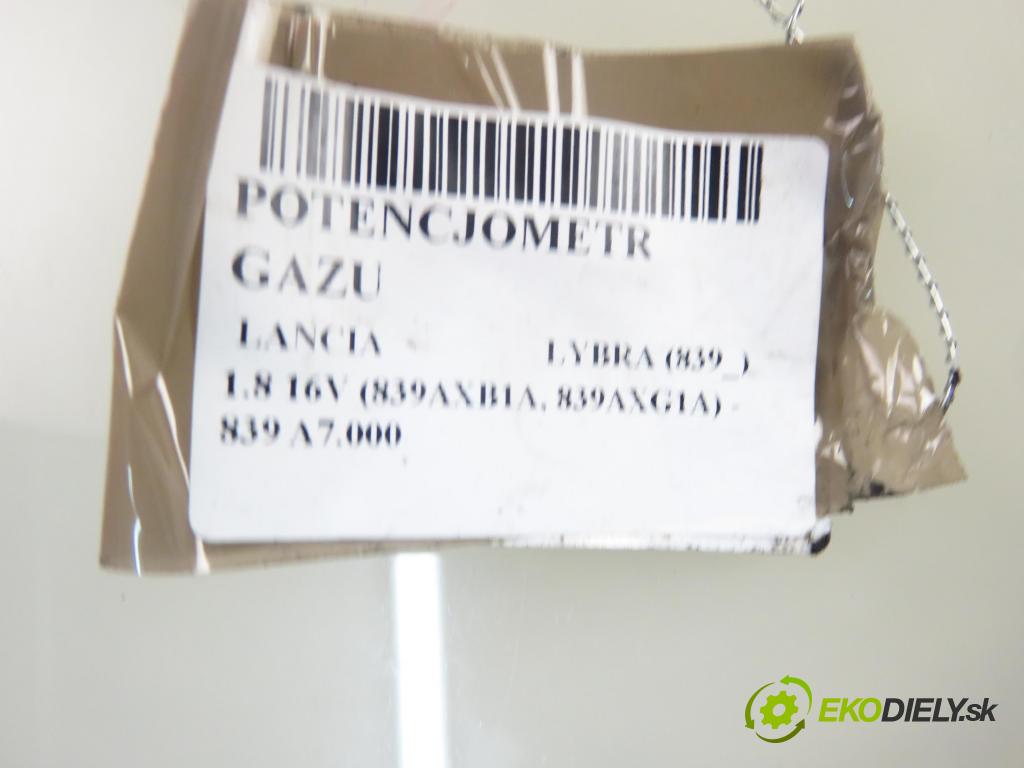 POTENCJOMETR
GAZU
LANCIA LYBRA (839_)
1.8 16V (839AXB1A, 839AXG1A) -
839 A7.000
EKODIELY.sk